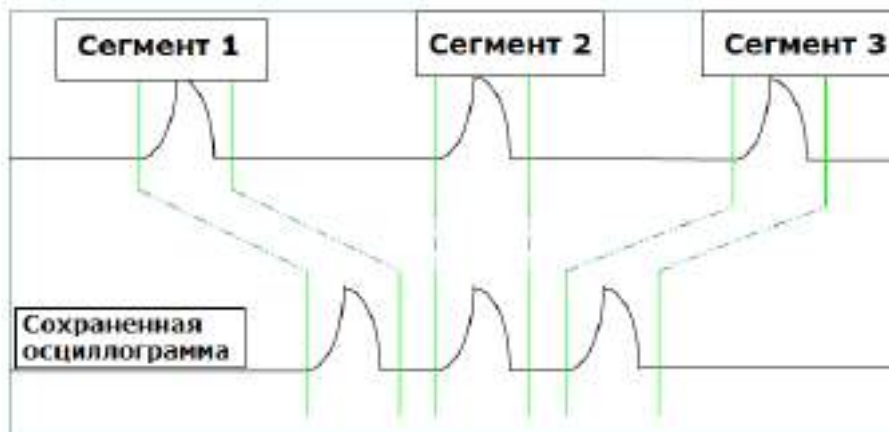 Сегмент 1
Сегмент 2
Сегмент 3
Сохраненная
осциллограмма